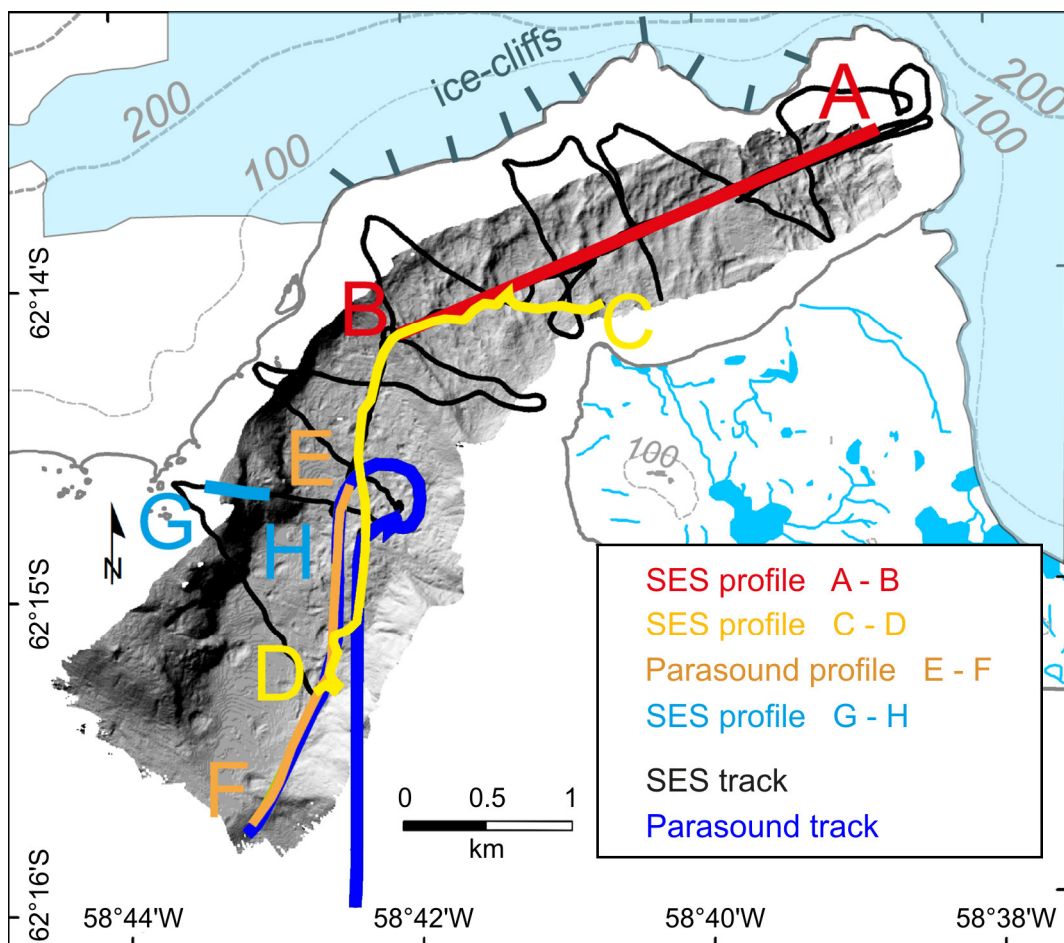 200
ice-cliffs
200
100
100
A
62°14'S
B
C
100
E
G
H
N
62°15'S
D
F
SES profile A - B
SES profile C - D
Parasound profile E - F
SES profile G - H
SES track
Parasound track
0 0.5 1
km
62°16'S
58°44'W 58°42'W 58°40'W 58°38'W